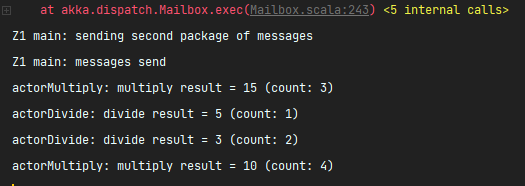 at akka.dispatch.Mailbox.exec(Mailbox.scala:243) <5 internal calls>
Z1 main: sending second package of messages
Z1 main: messages send
actorMultiply: multiply result = 15 (count: 3)
actorDivide: divide result = 5 (count: 1)
actorDivide: divide result = 3 (count: 2)
actorMultiply: multiply result = 10 (count: 4)